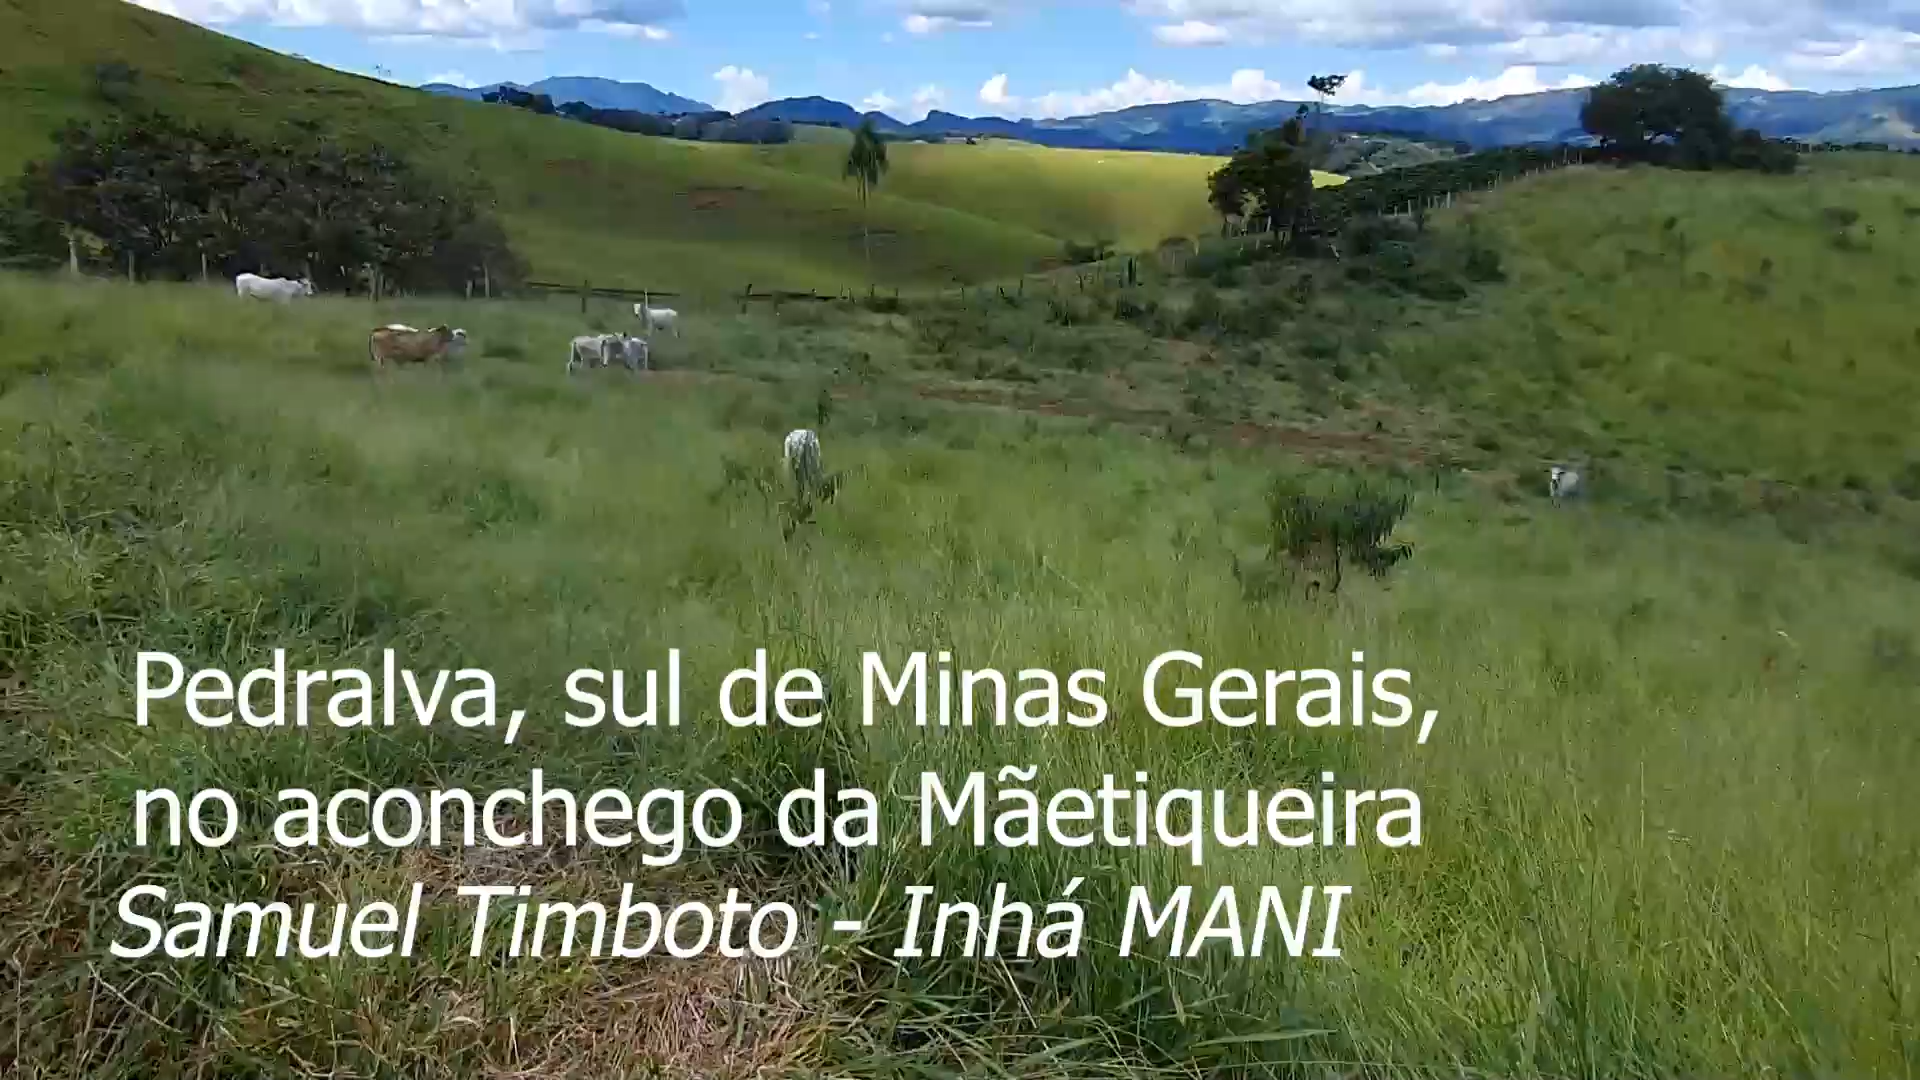 Pedralva, sul de Minas Gerais,
no aconchego da Mãetiqueira
Samuel Timboto - Inhá MANI